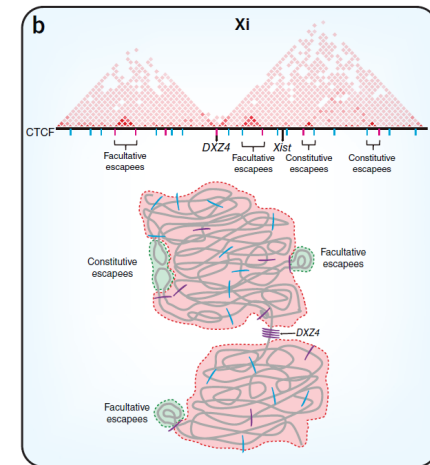 b
Xi
CTCF
DXZ4
Xist
Facultative
escapees
Facultative
escapees
Constitutive
escapees
Constitutive
escapees
Constitutive
escapees
Facultative
escapees
DXZ4
Facultative
escapees